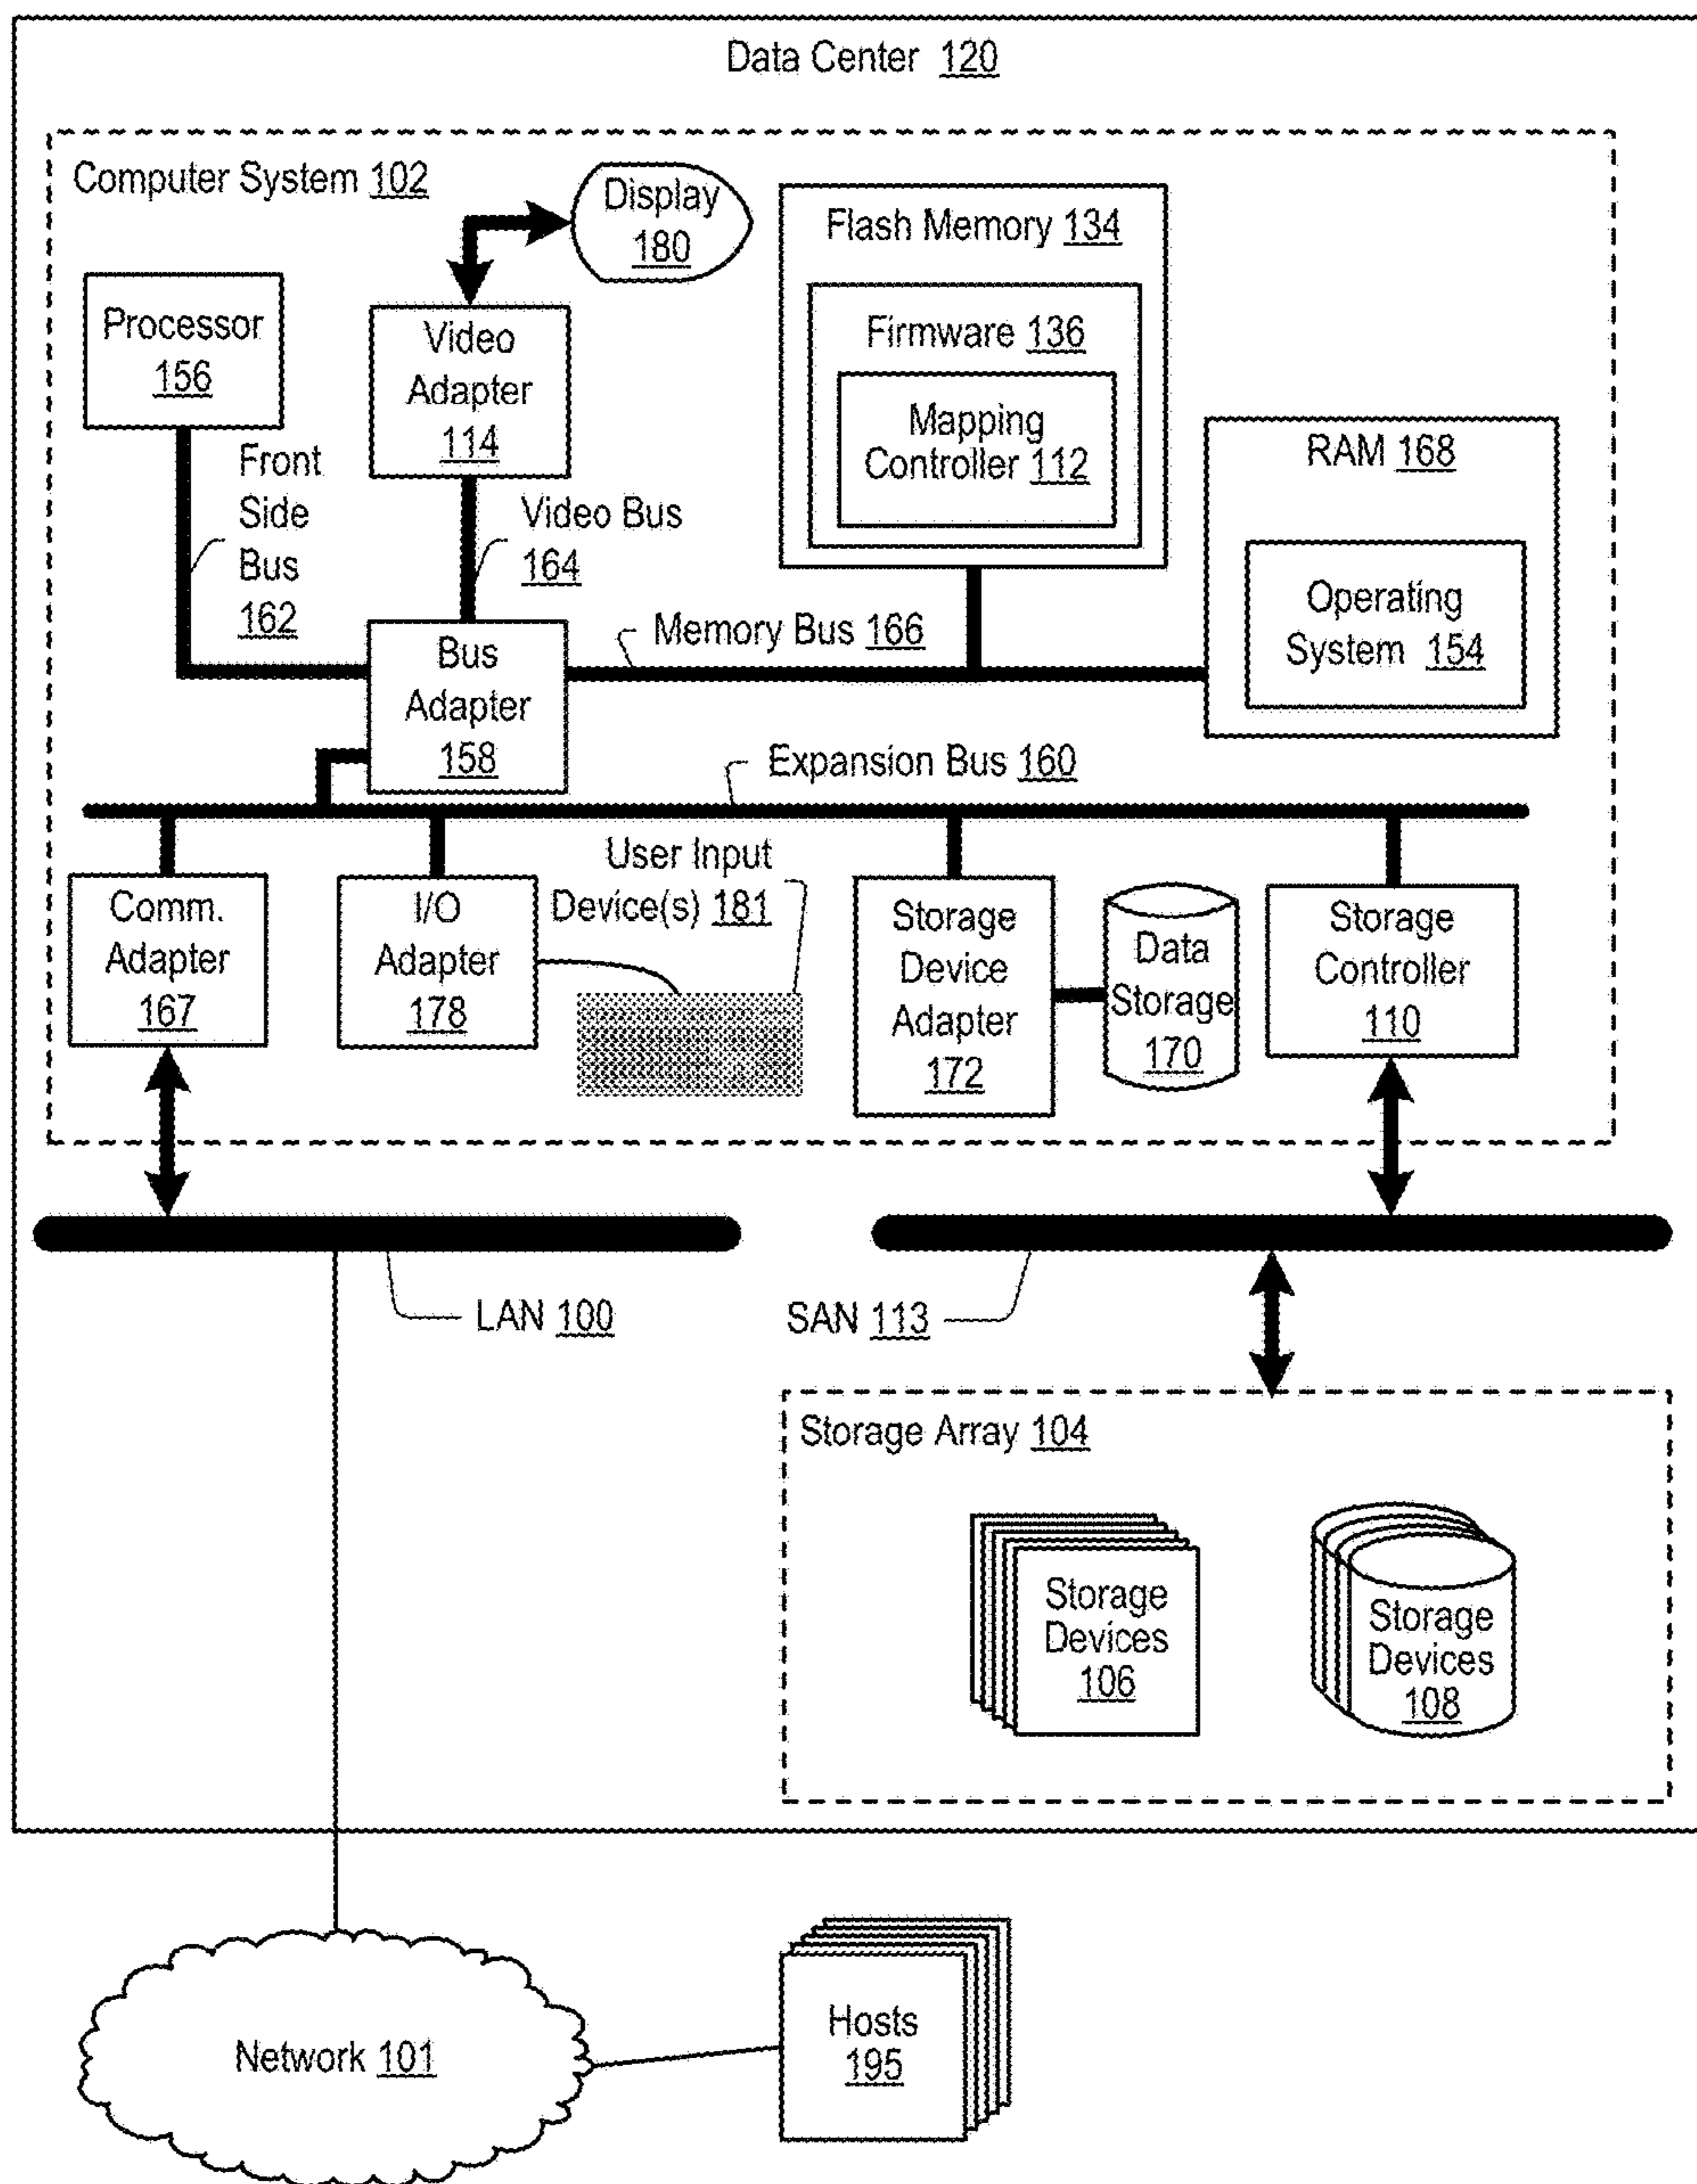 Data Center 120
Computer System 102
Display
180
Flash Memory 134
Firmware 136
Mapping
Controller 112
Processor
156
Video
Adapter
114
RAM 168
Operating
System 154
Front
Side
Bus
162
Video Bus
164
Bus
Adapter
158
Memory Bus 166
Expansion Bus 160
Comm.
Adapter
167
I/O
Adapter
178
User Input
Device(s) 181
Storage
Device
Adapter
172
Data
Storage
170
Storage
Controller
110
LAN 100
SAN 113
Storage Array 104
Storage
Devices
106
Storage
Devices
108
Network 101
Hosts
195